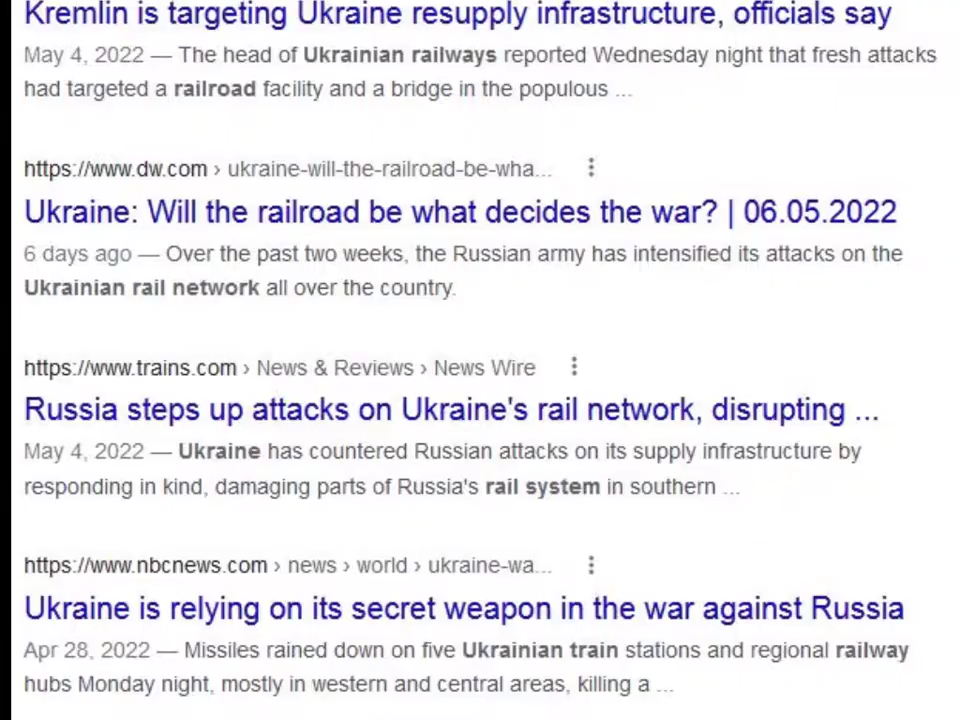 Kremlin is targeting Ukraine resupply infrastructure, officials say
May 4, 2022 — The head of Ukrainian railways reported Wednesday night that fresh attacks
had targeted a railroad facility and a bridge in the populous ...
https://www.dw.com › ukraine-will-the-railroad-be-wha...
Ukraine: Will the railroad be what decides the war? | 06.05.2022
6 days ago — Over the past two weeks, the Russian army has intensified its attacks on the
Ukrainian rail network all over the country.
https://www.trains.com › News & Reviews › News Wire
Russia steps up attacks on Ukraine's rail network, disrupting ...
May 4, 2022 — Ukraine has countered Russian attacks on its supply infrastructure by
responding in kind, damaging parts of Russia's rail system in southern ...
https://www.nbcnews.com › news › world › ukraine-wa...
Ukraine is relying on its secret weapon in the war against Russia
Apr 28, 2022 — Missiles rained down on five Ukrainian train stations and regional railway
hubs Monday night, mostly in western and central areas, killing a ...